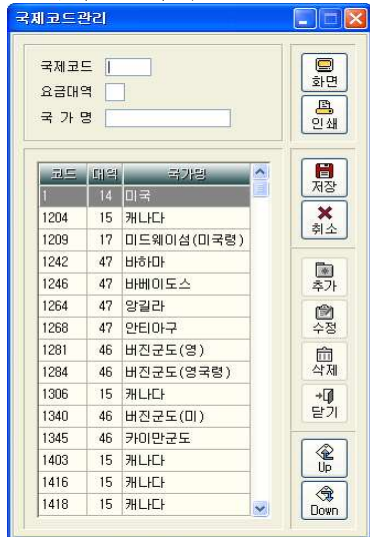 국제코드관리
국제코드
요금대역
국 가 명
화면
인쇄
코드 대역 국가명
1 14 미국
1204 15 캐나다
1209 17 미드웨이섬(미국령)
1242 47 바하마
1246 47 바베이도스
1264 47 앙길라
1268 47 안티아구
1281 46 버진군도(영)
1284 46 버진군도(영국령)
1306 15 캐나다
1340 46 버진군도(미)
1345 46 카이만군도
1403 15 캐나다
1416 15 캐나다
1418 15 캐나다
저장
취소
추가
수정
삭제
닫기
Up
Down